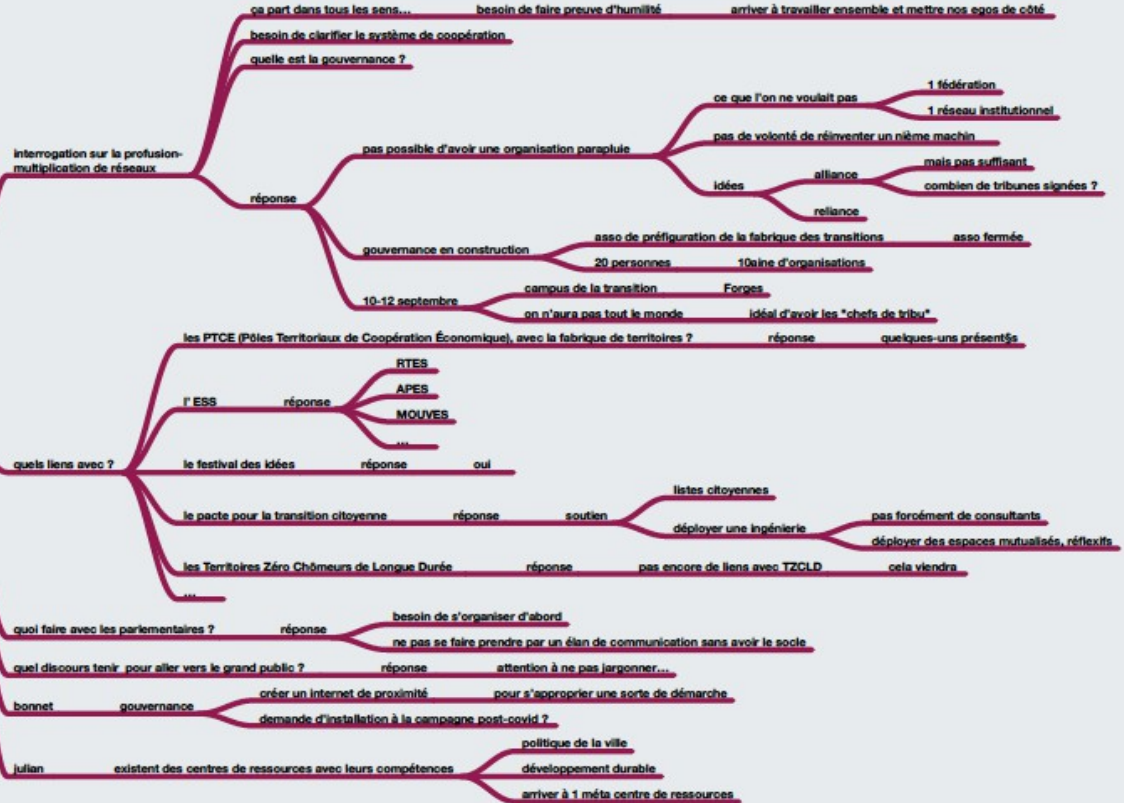 ça part dans tous les sens... besoin de faire preuve d'humilité arriver à travailler ensemble et mettre nos egos de côté
besoin de clarifier le système de coopération
quelle est la gouvernance ?
interrogation sur la profusion-
multiplication de réseaux
réponse
pas possible d'avoir une organisation parapluie
ce que l'on ne voulait pas
1 fédération
1 réseau institutionnel
pas de volonté de réinventer un nième machin
idées
alliance
mais pas suffisant
combien de tribunes signées ?
reliance
gouvernance en construction
asso de préfiguration de la fabrique des transitions asso fermée
20 personnes 10aine d'organisations
10-12 septembre
campus de la transition Forges
on n'aura pas tout le monde idéal d'avoir les "chefs de tribu"
quels liens avec ?
les PTCE (Pôles Territoriaux de Coopération Économique), avec la fabrique de territoires ? réponse quelques-uns présent§s
l' ESS réponse
RTES
APES
MOUVES
...
le festival des idées réponse oui
le pacte pour la transition citoyenne réponse soutien
listes citoyennes
déployer une ingénierie
pas forcément de consultants
déployer des espaces mutualisés, réflexifs
les Territoires Zéro Chômeurs de Longue Durée réponse pas encore de liens avec TZCLD cela viendra
...
quoi faire avec les parlementaires ? réponse
besoin de s'organiser d'abord
ne pas se faire prendre par un élan de communication sans avoir le socle
quel discours tenir pour aller vers le grand public ? réponse attention à ne pas jargonner...
bonnet gouvernance
créer un internet de proximité pour s'approprier une sorte de démarche
demande d'installation à la campagne post-covid ?
julian existent des centres de ressources avec leurs compétences
politique de la ville
développement durable
arriver à 1 méta centre de ressources